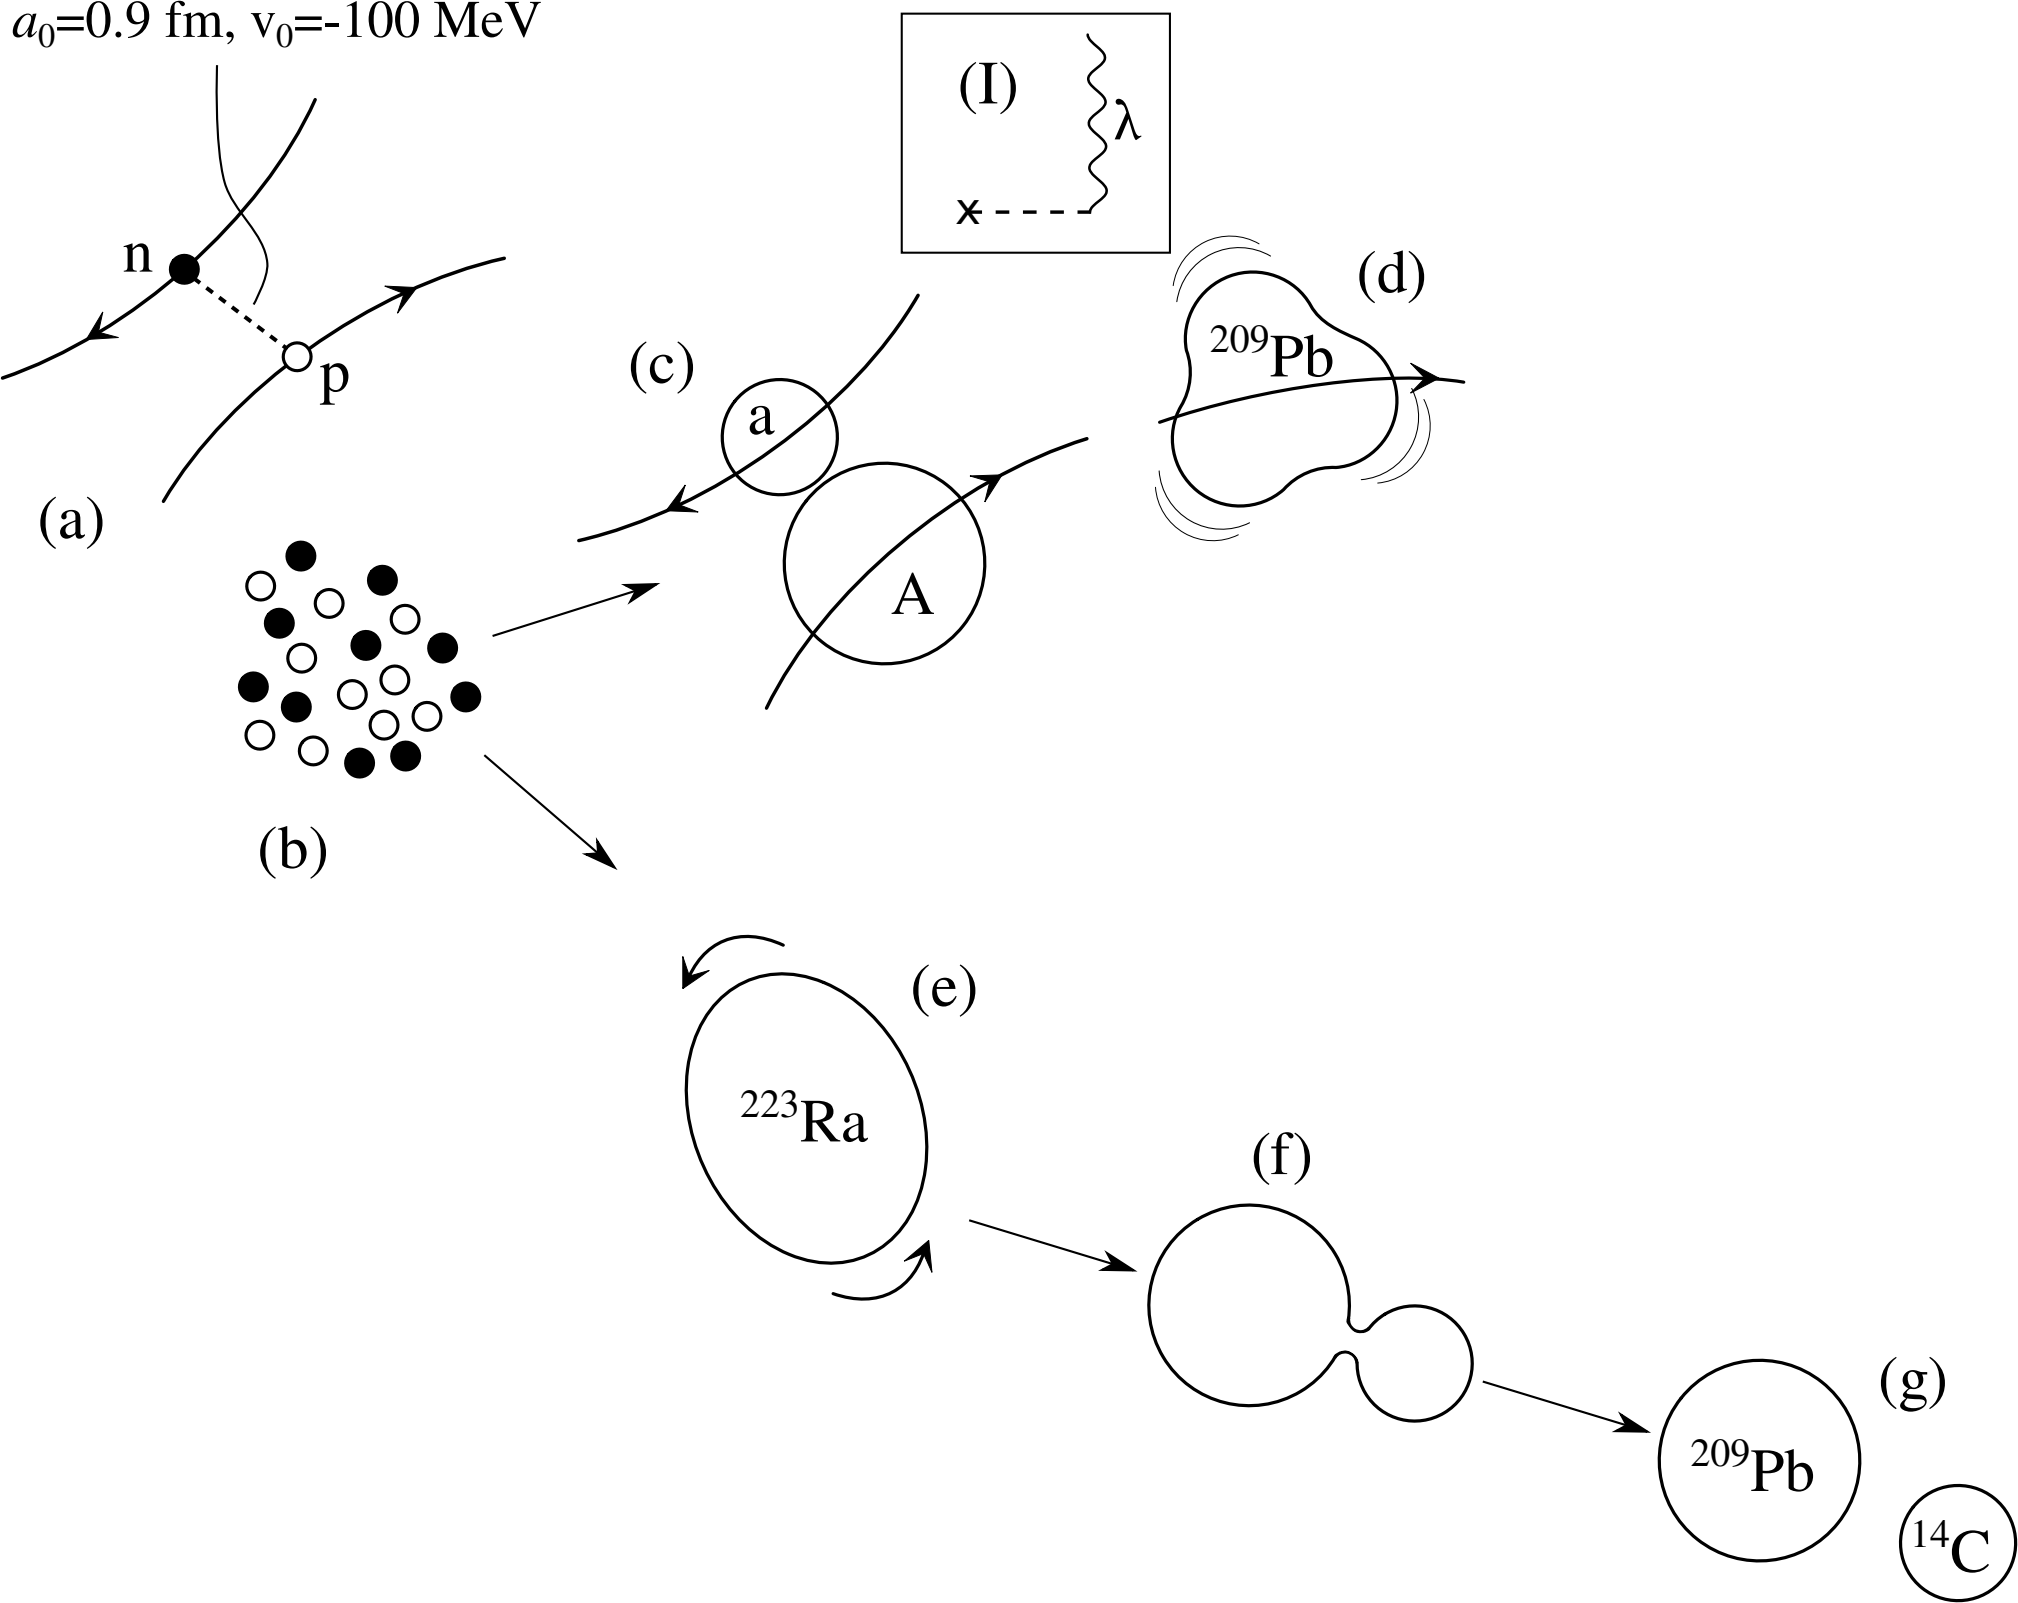 a₀=0.9 fm, v₀=-100 MeV
(I)
λ
x
n
p
(a)
(b)
(c)
a
A
(d)
²⁰⁹Pb
(e)
²²³Ra
(f)
(g)
²⁰⁹Pb
¹⁴C